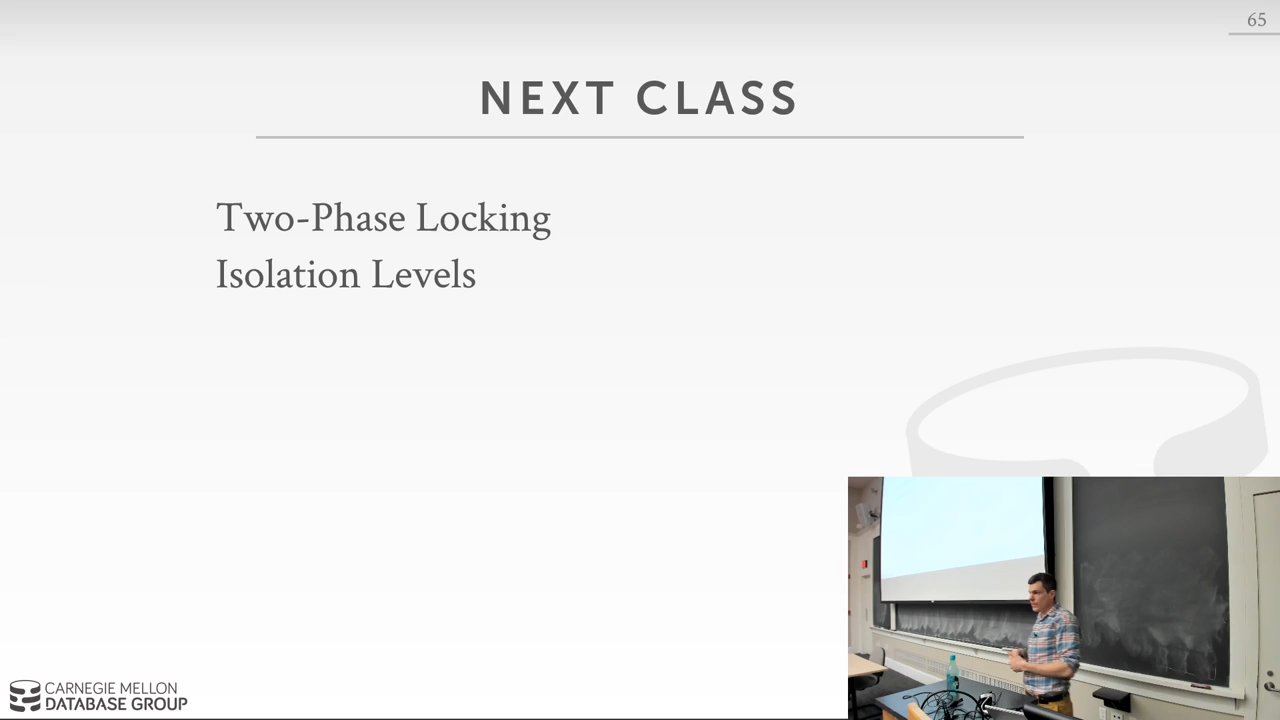 65
NEXT CLASS
Two-Phase Locking
Isolation Levels
CARNEGIE MELLON
DATABASE GROUP